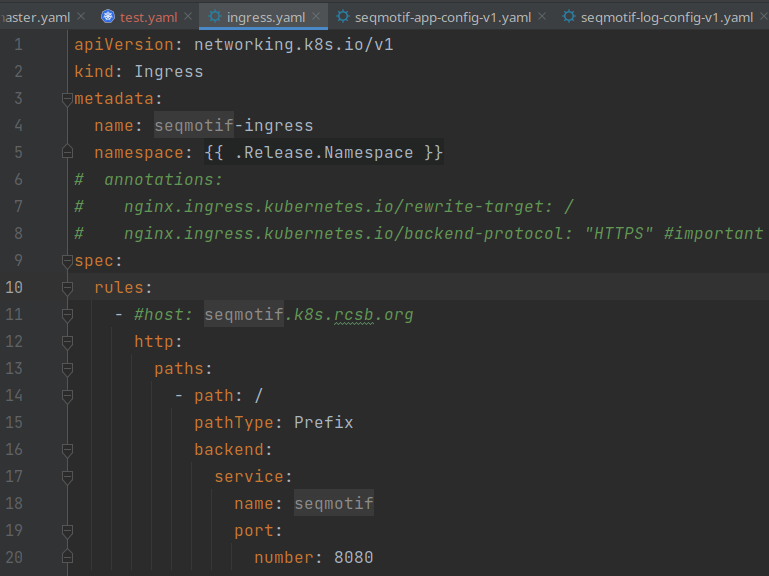 naster.yaml test.yaml ingress.yaml seqmotif-app-config-v1.yaml seqmotif-log-config-v1.yaml
1 apiVersion: networking.k8s.io/v1
2 kind: Ingress
3 metadata:
4   name: seqmotif-ingress
5   namespace: {{ .Release.Namespace }}
6 #  annotations:
7 #    nginx.ingress.kubernetes.io/rewrite-target: /
8 #    nginx.ingress.kubernetes.io/backend-protocol: "HTTPS" #important
9 spec:
10   rules:
11     - #host: seqmotif.k8s.rcsb.org
12       http:
13         paths:
14           - path: /
15             pathType: Prefix
16             backend:
17               service:
18                 name: seqmotif
19                 port:
20                   number: 8080